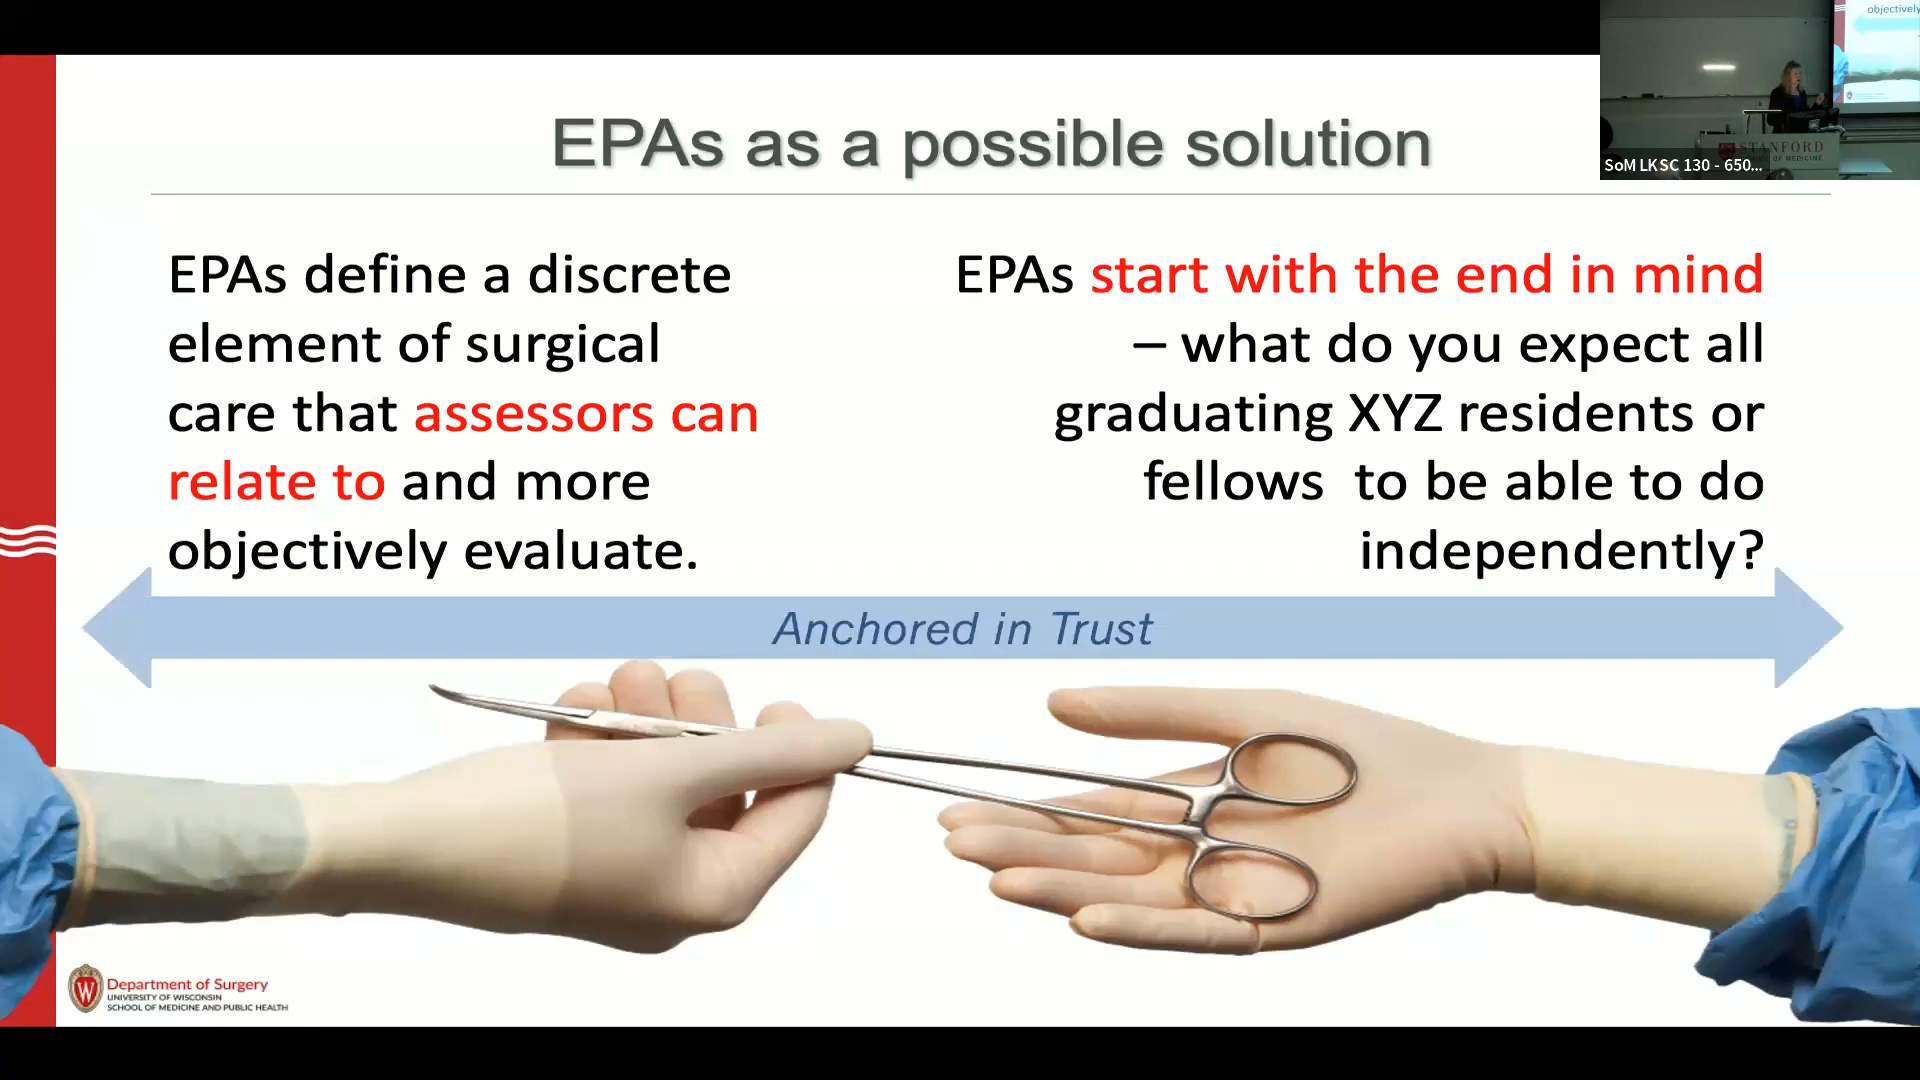 EPAs as a possible solution
EPAs define a discrete
element of surgical
care that assessors can
relate to and more
objectively evaluate.
EPAs start with the end in mind
– what do you expect all
graduating XYZ residents or
fellows to be able to do
independently?
Anchored in Trust
W
Department of Surgery
UNIVERSITY OF WISCONSIN
SCHOOL OF MEDICINE AND PUBLIC HEALTH
objectively
STANFORD
OF MEDICINE
SoM LKSC 130 - 650...